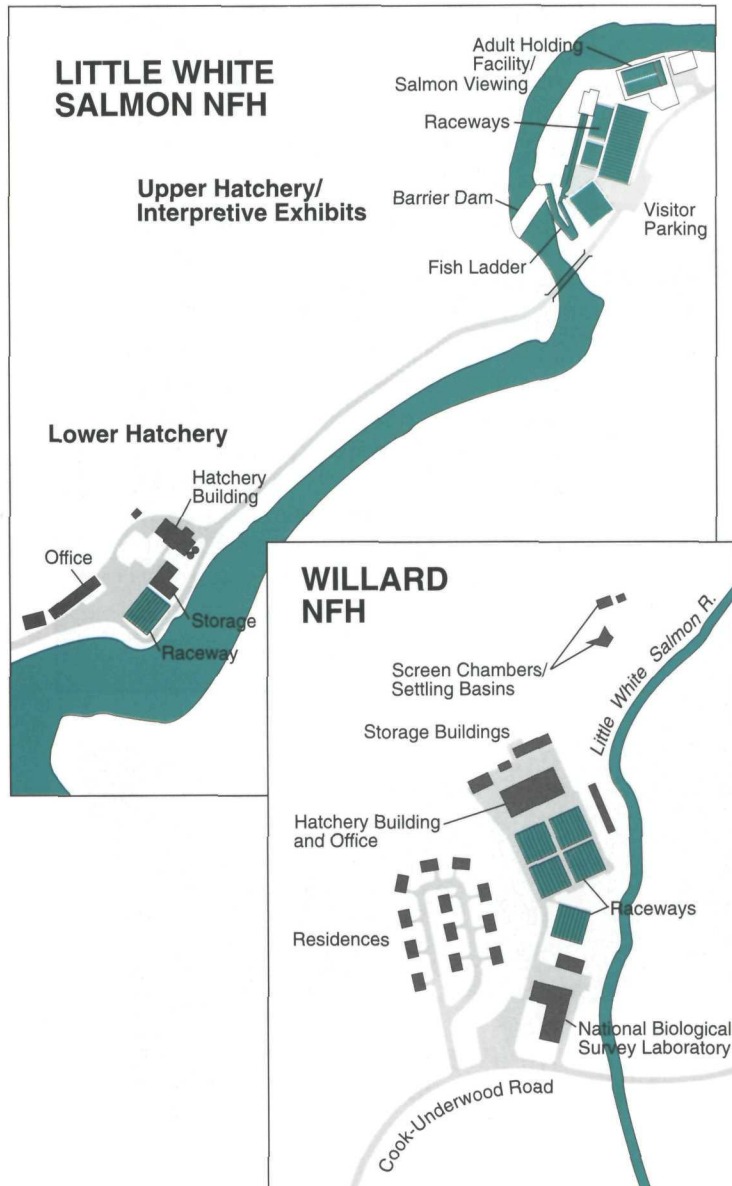 LITTLE WHITE
SALMON NFH
Adult Holding
Facility/
Salmon Viewing
Raceways
Upper Hatchery/
Interpretive Exhibits
Barrier Dam
Visitor
Parking
Fish Ladder
Lower Hatchery
Hatchery
Building
Office
Storage
Raceway
WILLARD
NFH
Little White Salmon R.
Screen Chambers/
Settling Basins
Storage Buildings
Hatchery Building
and Office
Raceways
Residences
National Biological
Survey Laboratory
Cook-Underwood Road